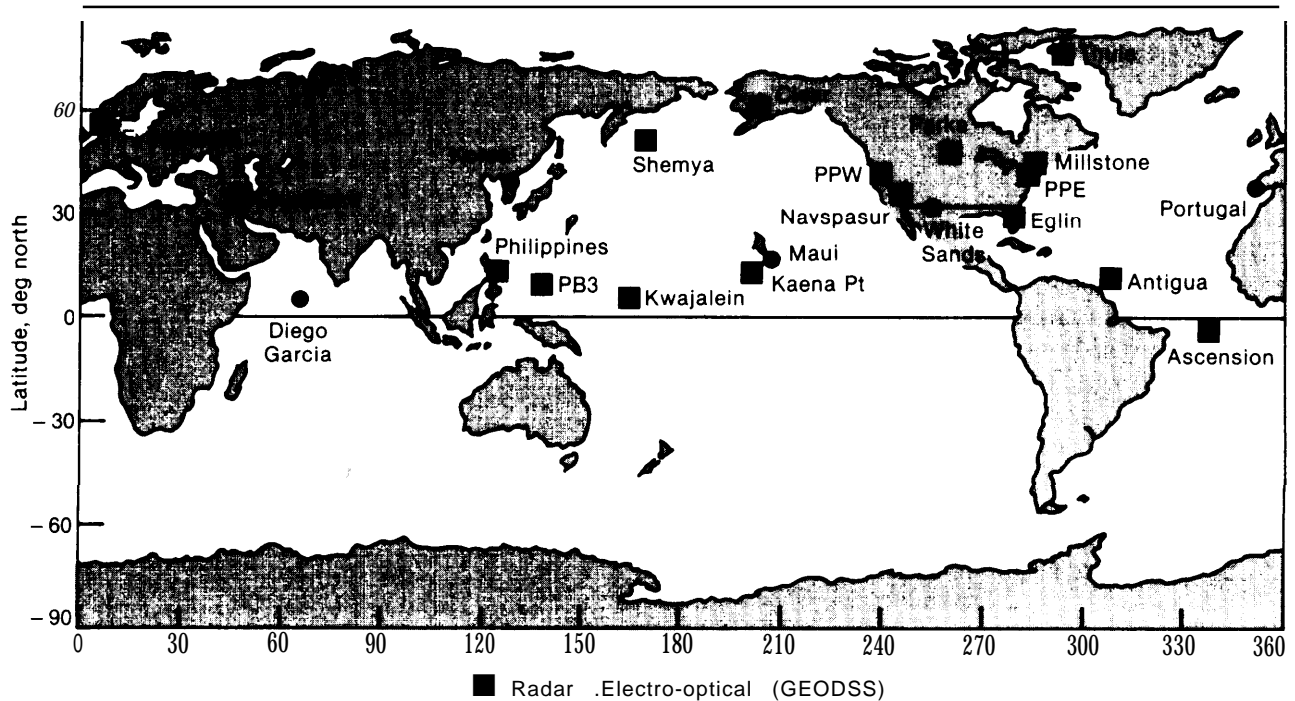 60
30
0
– 30
– 60
– 90
Latitude, deg north
Shemya
PPW
Millstone
PPE
Navspasur
Eglin
White
Sands
Portugal
Philippines
PB3
Kwajalein
Maui
Kaena Pt
Antigua
Diego
Garcia
Ascension
0 30 60 90 120 150 180 210 240 270 300 330 360
Radar .Electro-optical (GEODSS)